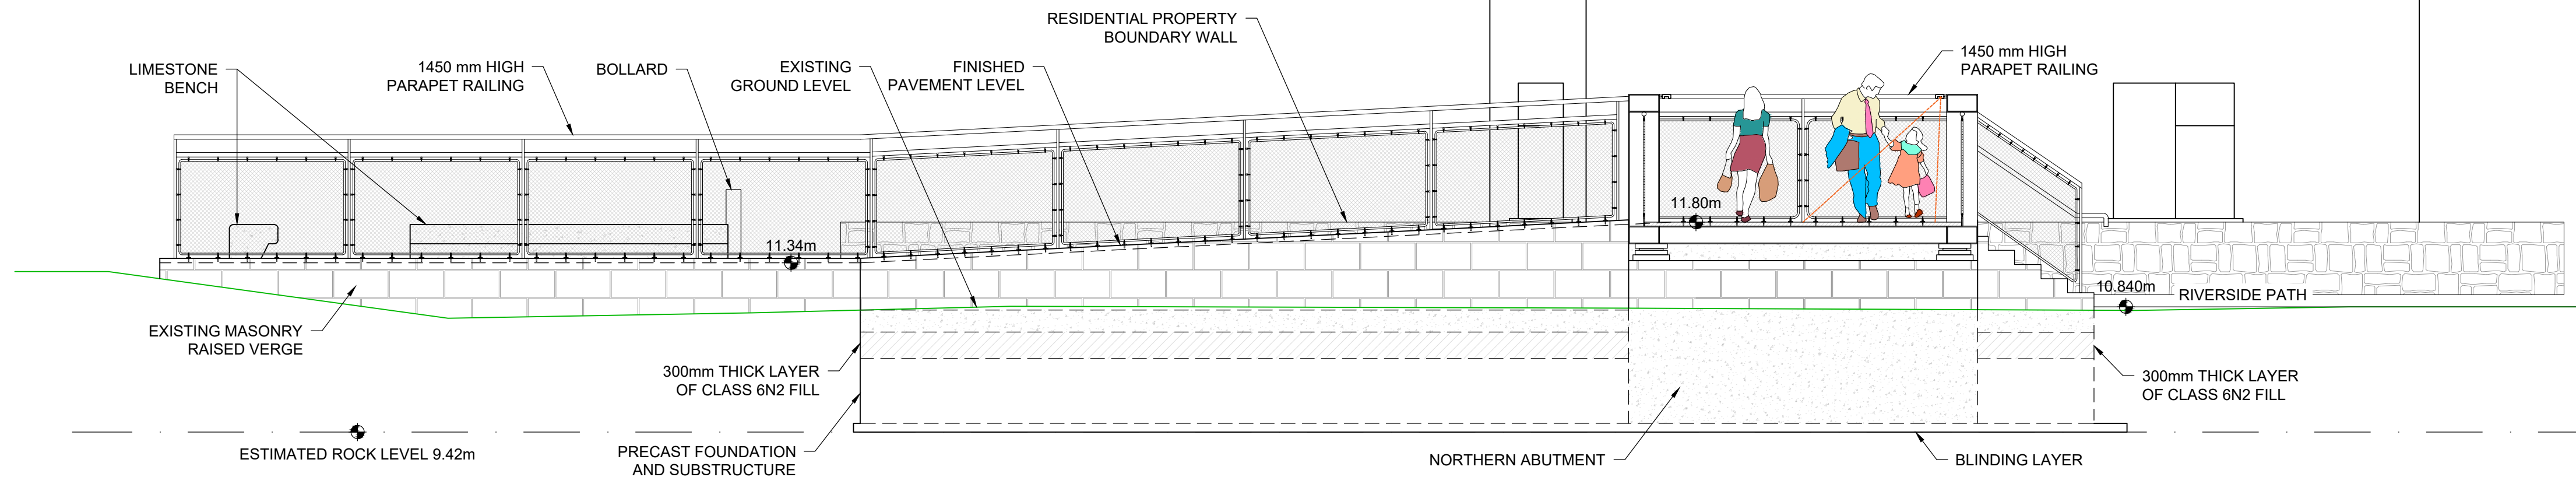 RESIDENTIAL PROPERTY
BOUNDARY WALL
LIMESTONE
BENCH
1450 mm HIGH
PARAPET RAILING
BOLLARD
EXISTING
GROUND LEVEL
FINISHED
PAVEMENT LEVEL
1450 mm HIGH
PARAPET RAILING
11.80m
11.34m
10.840m
RIVERSIDE PATH
EXISTING MASONRY
RAISED VERGE
300mm THICK LAYER
OF CLASS 6N2 FILL
300mm THICK LAYER
OF CLASS 6N2 FILL
ESTIMATED ROCK LEVEL 9.42m
PRECAST FOUNDATION
AND SUBSTRUCTURE
NORTHERN ABUTMENT
BLINDING LAYER